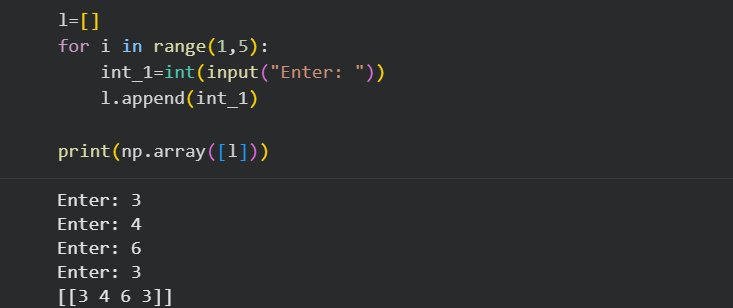 l=[]
for i in range(1,5):
    int_1=int(input("Enter: "))
    l.append(int_1)
print(np.array([l]))
Enter: 3
Enter: 4
Enter: 6
Enter: 3
[[3 4 6 3]]